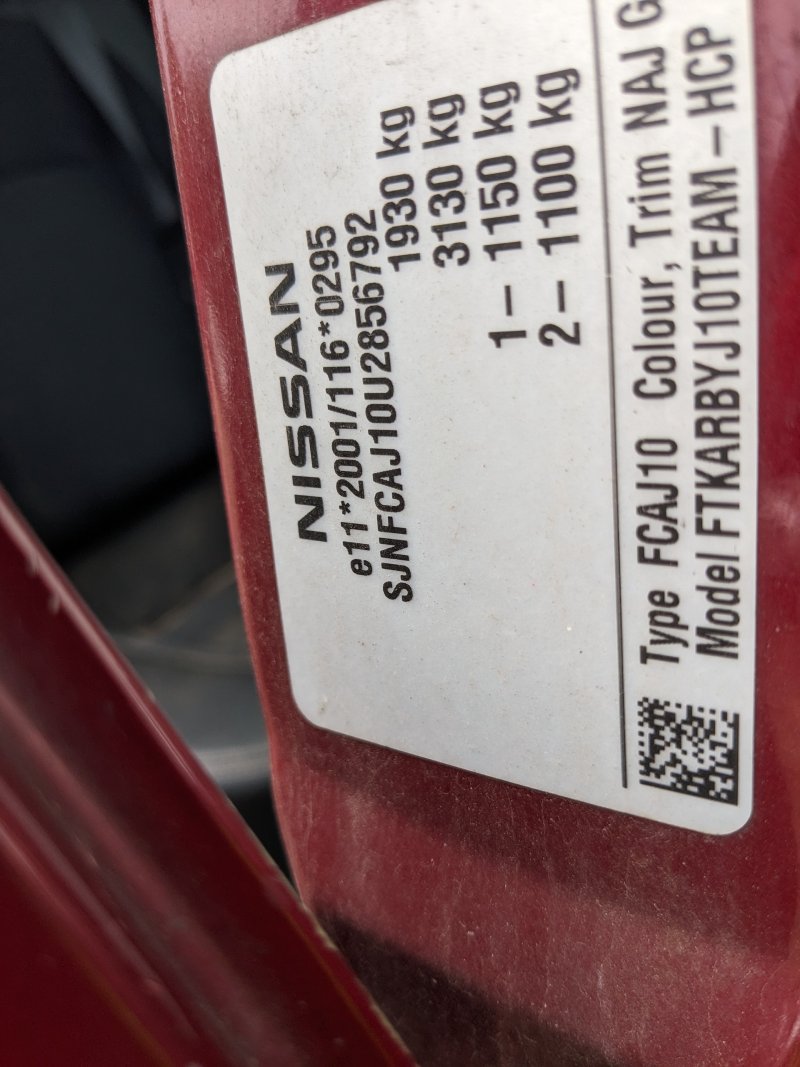 NISSAN
e11*2001/116*0295
SJNFCAJ10U2856792
1930 kg
3130 kg
1– 1150 kg
2– 1100 kg
Type FCAJ10 Colour, Trim NAJ G
Model FTKARBYJ10TEAM–HCP